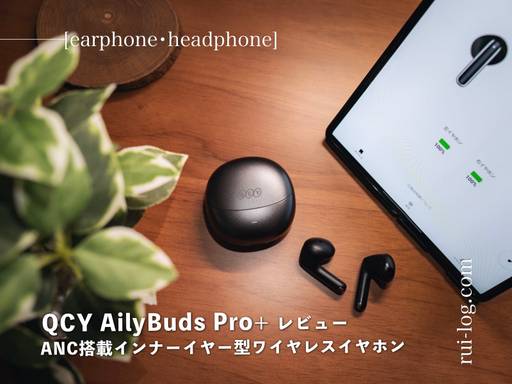 [earphone・headphone]
100%
100%
QCY
QCY AilyBuds Pro+ レビュー
ANC搭載インナーイヤー型ワイヤレスイヤホン
rui-log.com